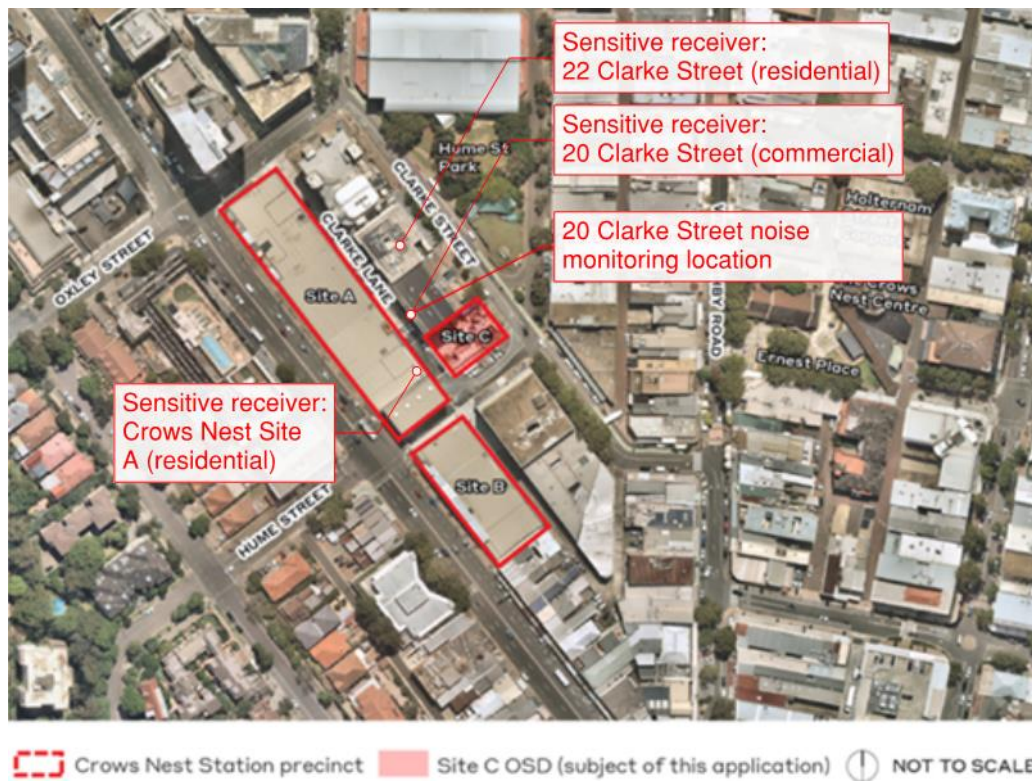 Sensitive receiver:
22 Clarke Street (residential)
Sensitive receiver:
20 Clarke Street (commercial)
20 Clarke Street noise
monitoring location
Hume St
Park
CLARKE STREET
CLARKE LANE
OXLEY STREET
Site A
Site C
Holterman
Crows
Nest Centre
ROAD
Ernest Place
Sensitive receiver:
Crows Nest Site
A (residential)
Site B
HUME STREET
Crows Nest Station precinct
Site C OSD (subject of this application)
NOT TO SCALE